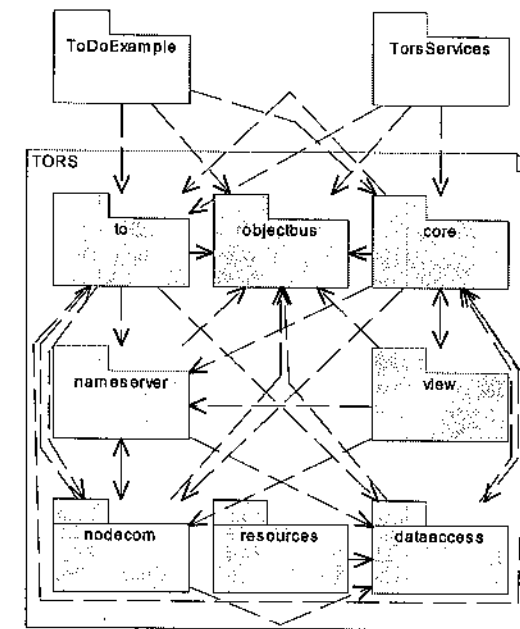 ToDoExample
TorsServices
TORS
to
objectbus
core
nameserver
view
nodecom
resources
dataaccess